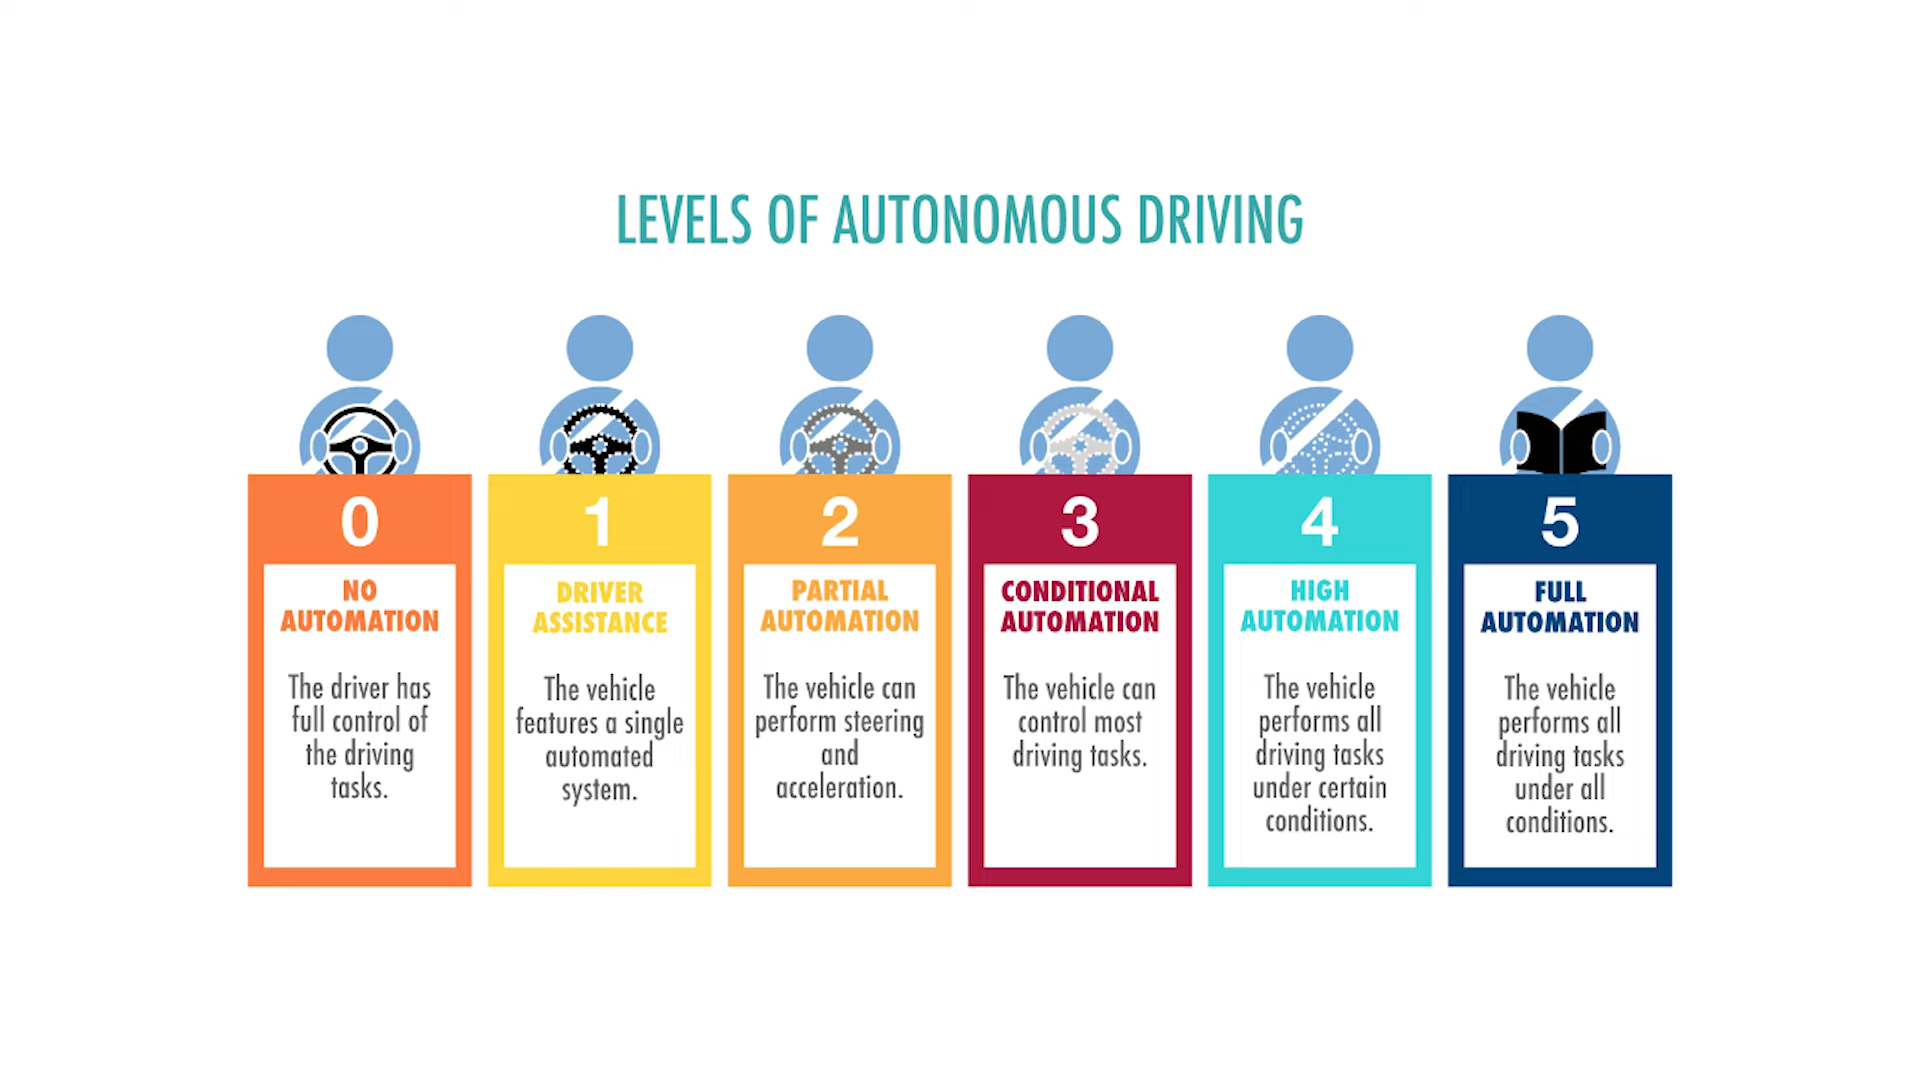 LEVELS OF AUTONOMOUS DRIVING
0
NO
AUTOMATION
The driver has
full control of
the driving
tasks.
1
DRIVER
ASSISTANCE
The vehicle
features a single
automated
system.
2
PARTIAL
AUTOMATION
The vehicle can
perform steering
and
acceleration.
3
CONDITIONAL
AUTOMATION
The vehicle can
control most
driving tasks.
4
HIGH
AUTOMATION
The vehicle
performs all
driving tasks
under certain
conditions.
5
FULL
AUTOMATION
The vehicle
performs all
driving tasks
under all
conditions.